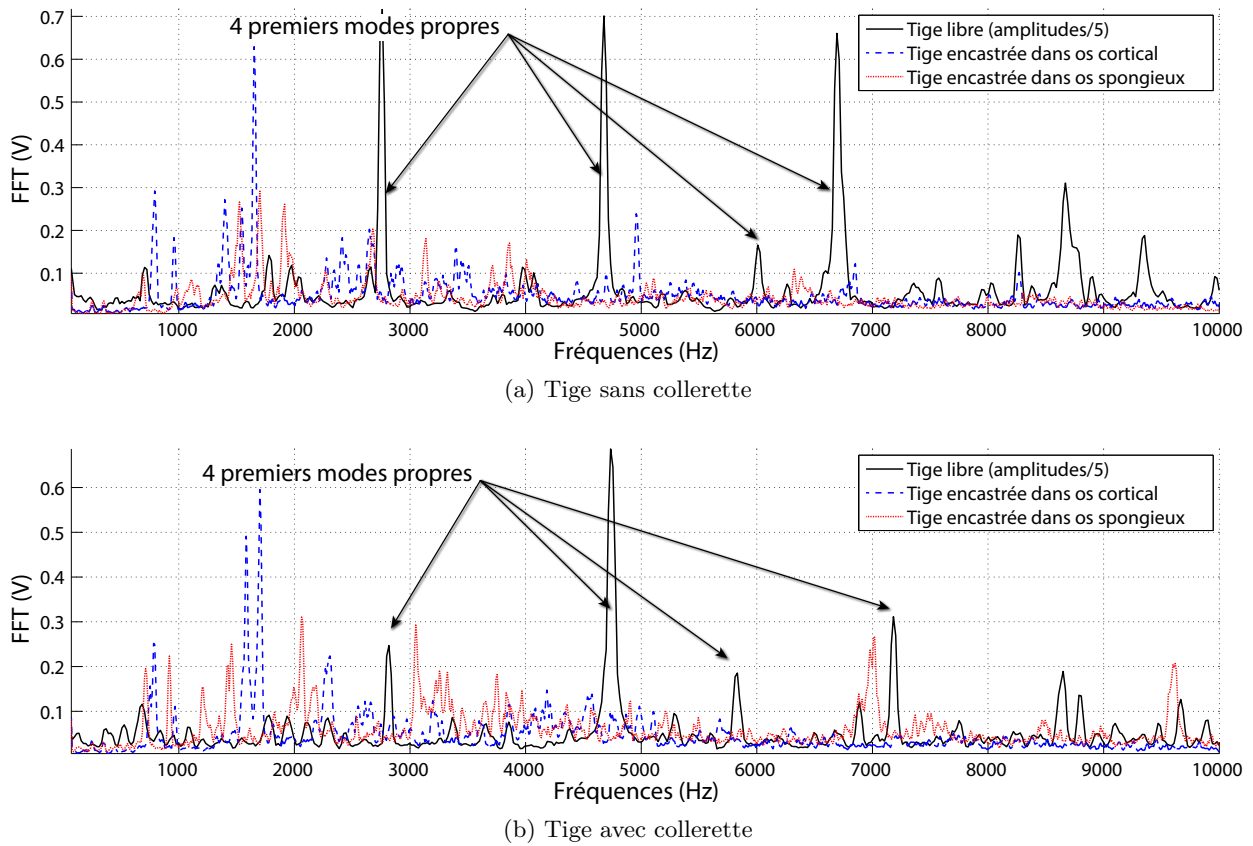 4 premiers modes propres
Tige libre (amplitudes/5)
Tige encastrée dans os cortical
Tige encastrée dans os spongieux
FFT (V)
0.7
0.6
0.5
0.4
0.3
0.2
0.1
1000 2000 3000 4000 5000 6000 7000 8000 9000 10000
Fréquences (Hz)
(a) Tige sans collerette
4 premiers modes propres
Tige libre (amplitudes/5)
Tige encastrée dans os cortical
Tige encastrée dans os spongieux
FFT (V)
0.6
0.5
0.4
0.3
0.2
0.1
1000 2000 3000 4000 5000 6000 7000 8000 9000 10000
Fréquences (Hz)
(b) Tige avec collerette